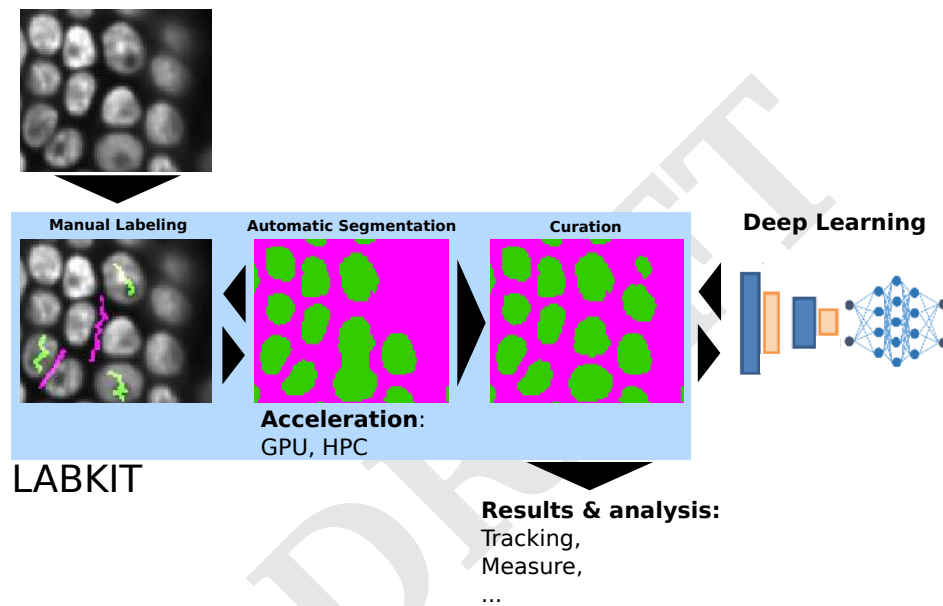 Manual Labeling
Automatic Segmentation
Curation
Deep Learning
Acceleration:
GPU, HPC
LABKIT
Results & analysis:
Tracking,
Measure,
...
DRAFT